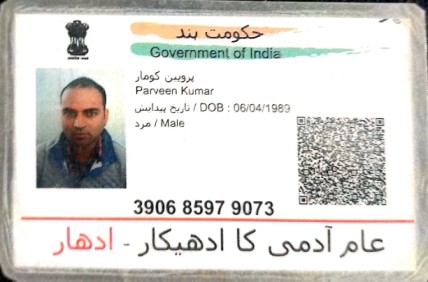 حکومت ہند
Government of India
پروین کومار
Parveen Kumar
تاریخ پیدایش / DOB : 06/04/1989
مرد / Male
3906 8597 9073
عام آدمی کا ادھیکار - ادھار